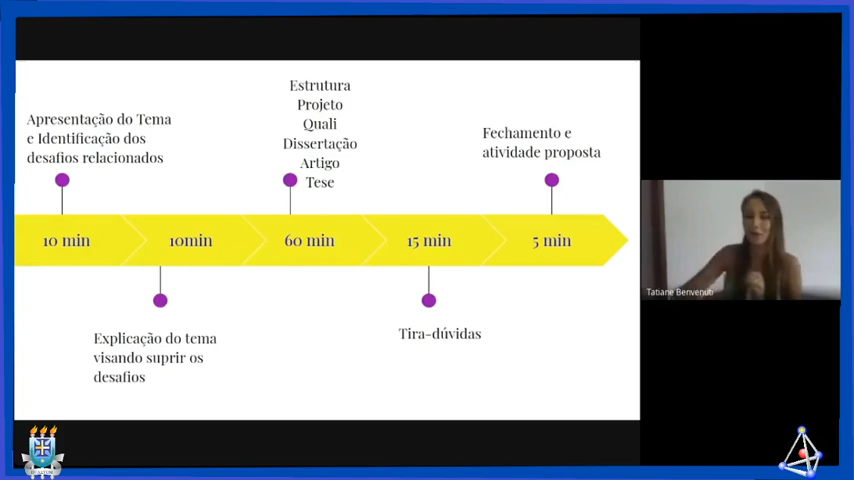 Estrutura
Projeto
Quali
Dissertação
Artigo
Tese
Apresentação do Tema
e Identificação dos
desafios relacionados
Fechamento e
atividade proposta
10 min
10min
60 min
15 min
5 min
Explicação do tema
visando suprir os
desafios
Tira-dúvidas
Tatiane Benvenuti